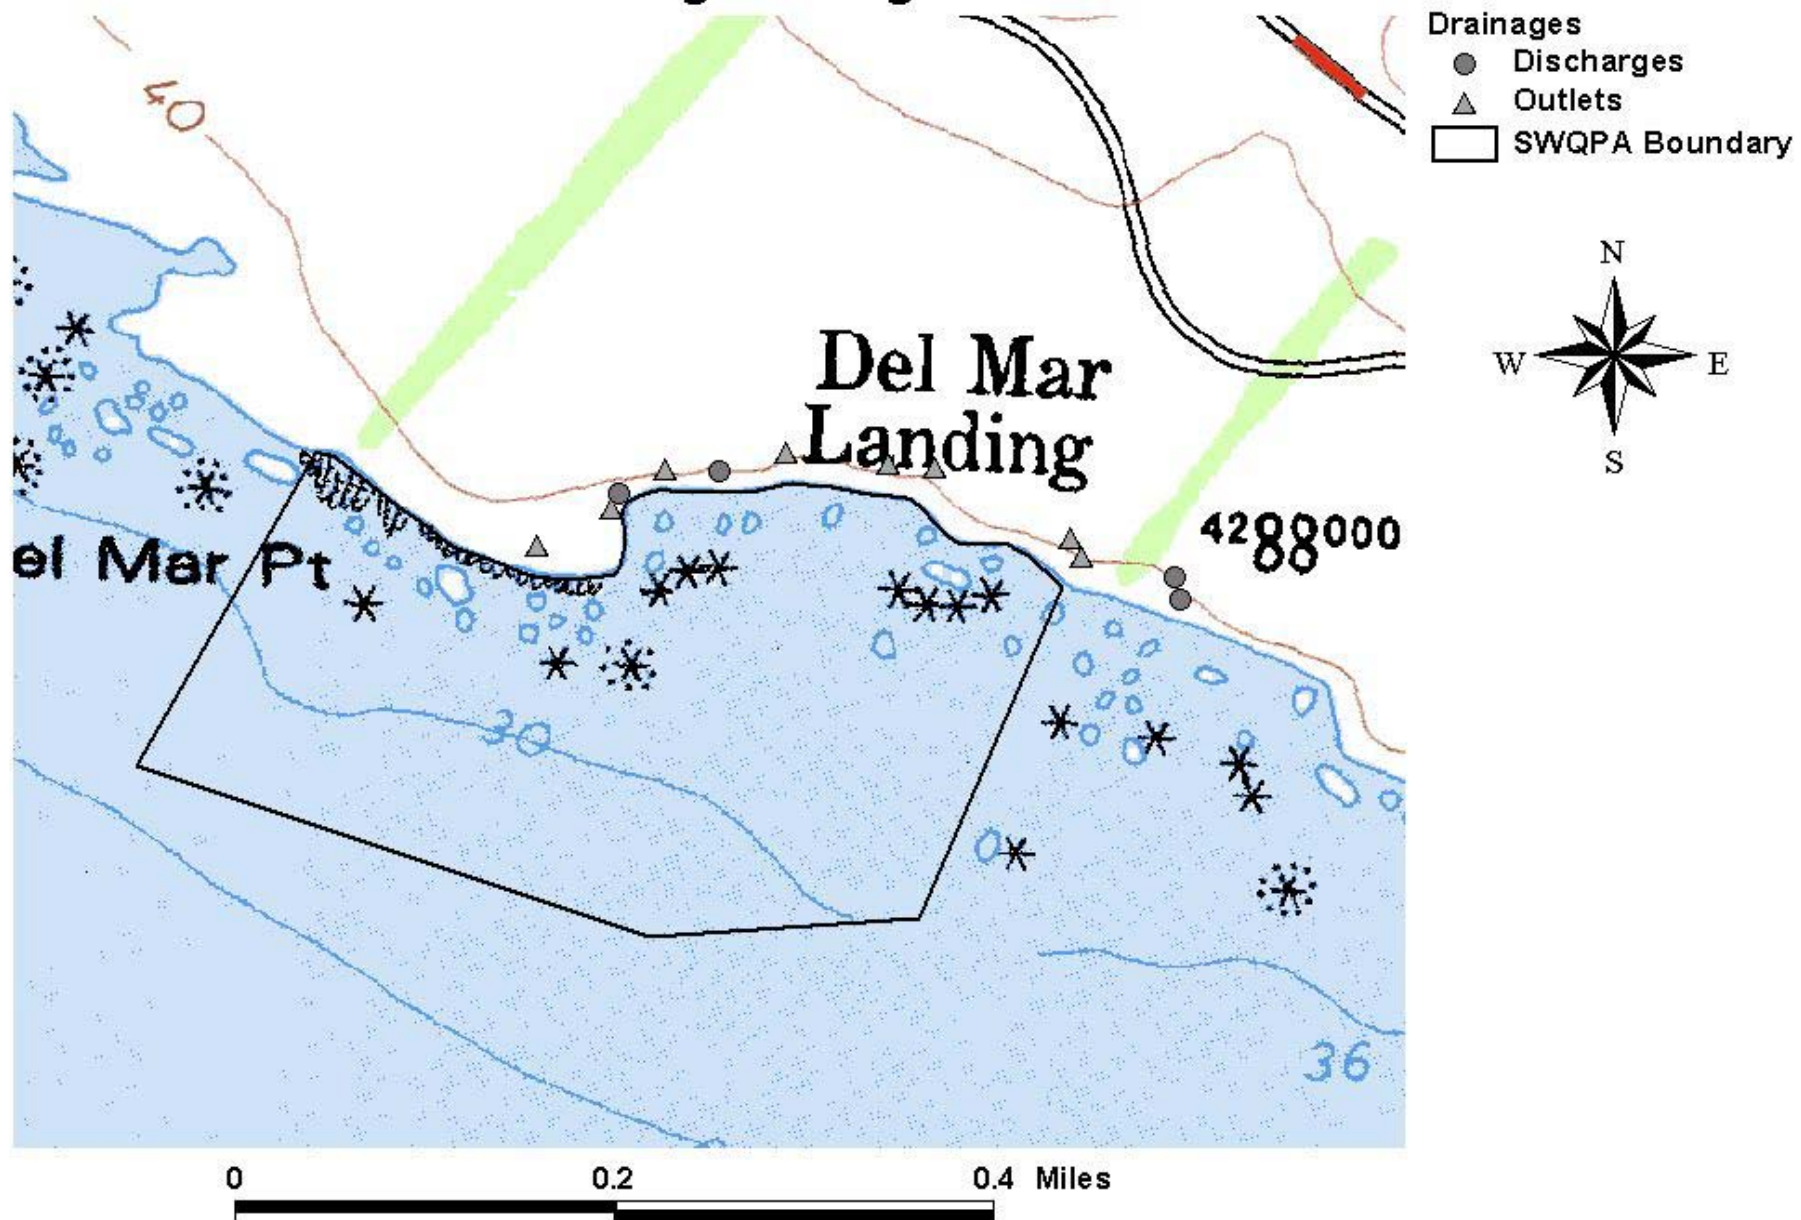 Drainages
Discharges
Outlets
SWQPA Boundary
40
N
W E
S
Del Mar
Landing
4200000
el Mar Pt
30
36
0 0.2 0.4 Miles